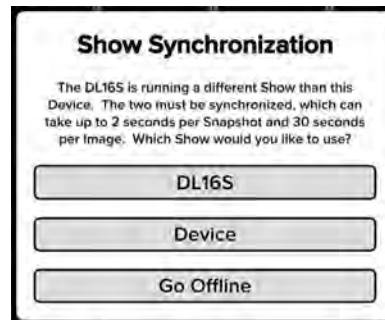 Show Synchronization
The DL16S is running a different Show than this
Device. The two must be synchronized, which can
take up to 2 seconds per Snapshot and 30 seconds
per Image. Which Show would you like to use?
DL16S
Device
Go Offline